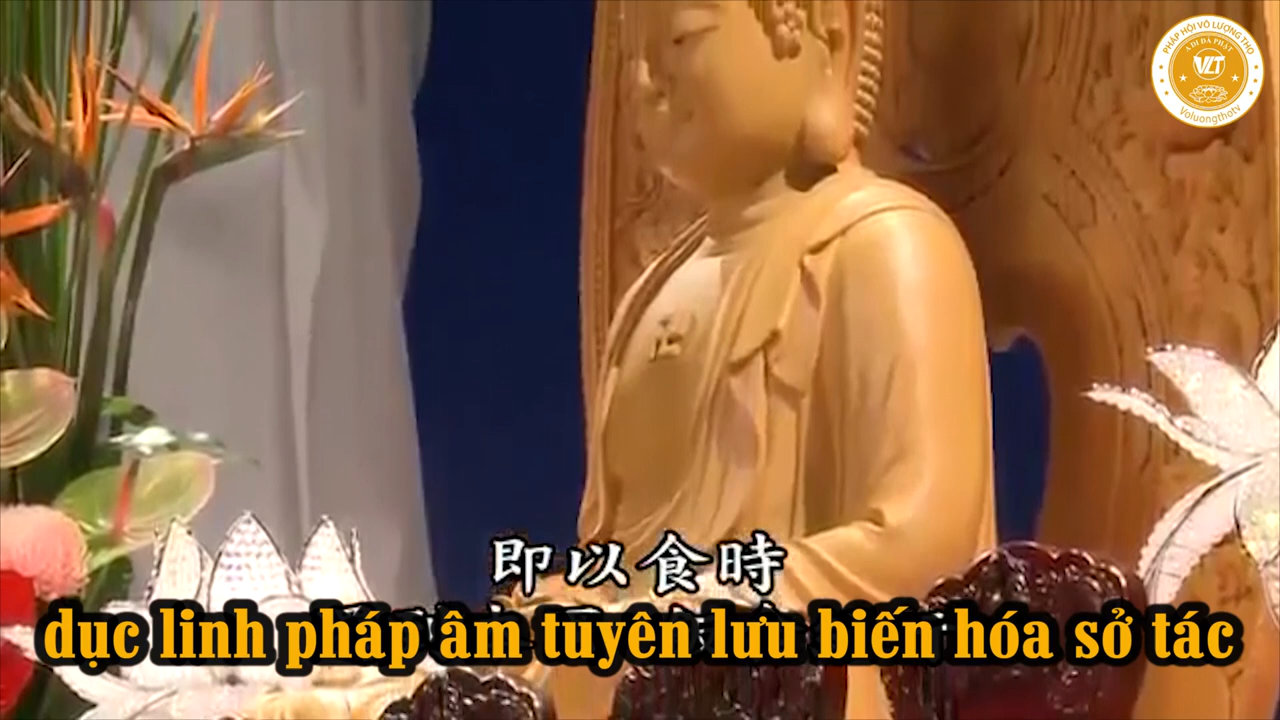 PHÁP HỘI VÔ LƯỢNG THỌ
A DI ĐÀ PHẬT
VLT
Voluongthotv
即以食時
dục linh pháp âm tuyên lưu biến hóa sở tác